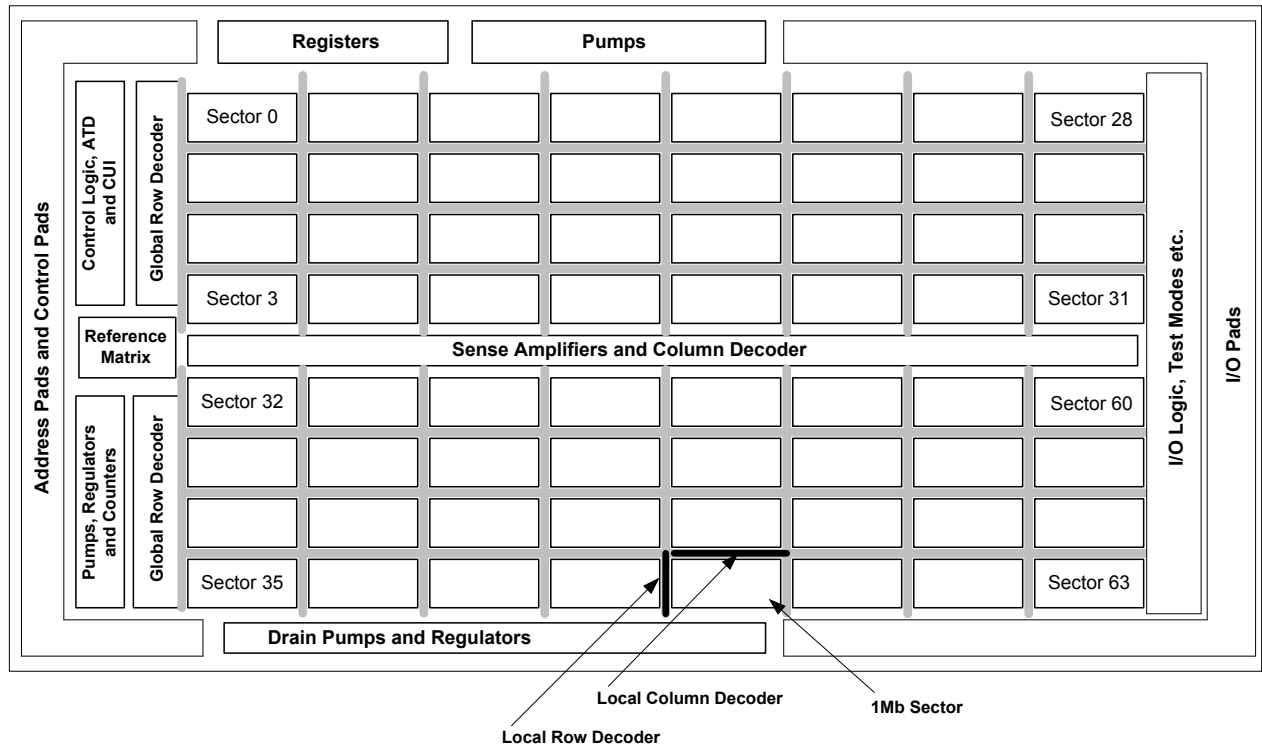 Registers
Pumps
Address Pads and Control Pads
Control Logic, ATD
and CUI
Global Row Decoder
Sector 0
Sector 28
Sector 3
Sector 31
Reference
Matrix
Sense Amplifiers and Column Decoder
I/O Logic, Test Modes etc.
I/O Pads
Pumps, Regulators
and Counters
Global Row Decoder
Sector 32
Sector 60
Sector 35
Sector 63
Drain Pumps and Regulators
Local Column Decoder
1Mb Sector
Local Row Decoder